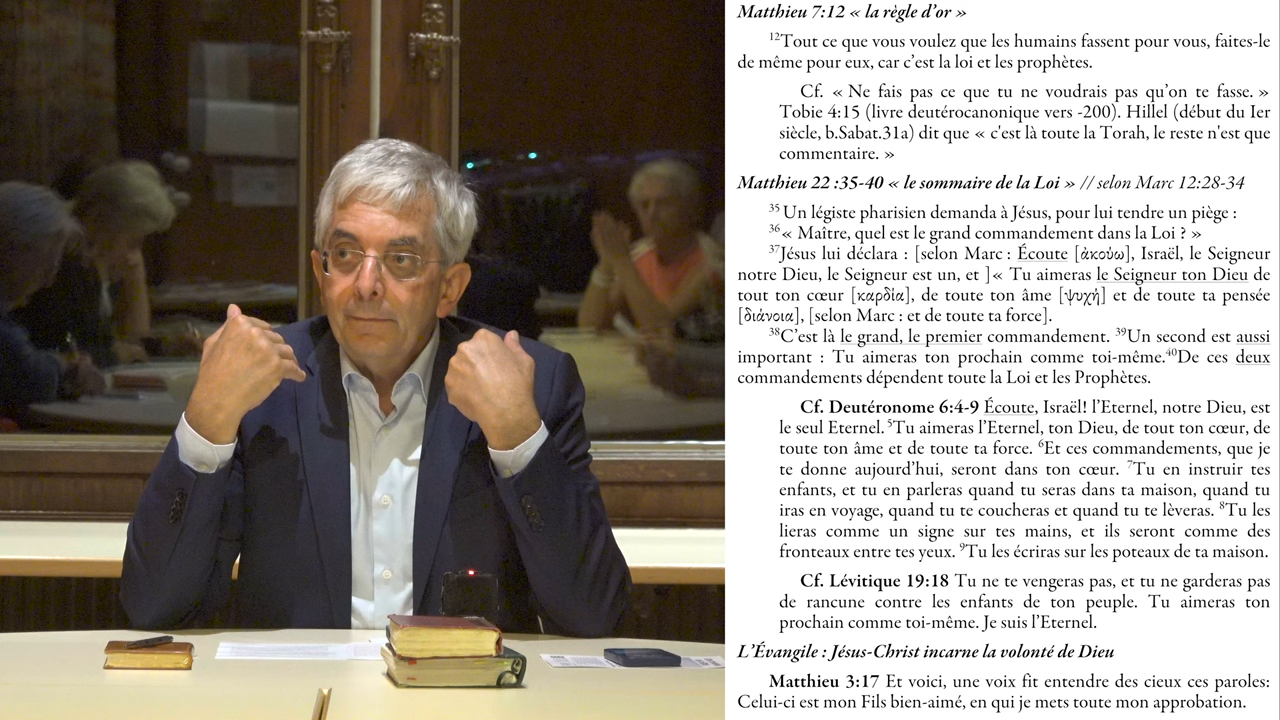 Matthieu 7:12 « la règle d’or »
¹²Tout ce que vous voulez que les humains fassent pour vous, faites-le
de même pour eux, car c’est la loi et les prophètes.
Cf. « Ne fais pas ce que tu ne voudrais pas qu’on te fasse. »
Tobie 4:15 (livre deutérocanonique vers -200). Hillel (début du Ier
siècle, b.Sabat.31a) dit que « c'est là toute la Torah, le reste n'est que
commentaire. »
Matthieu 22 :35-40 « le sommaire de la Loi » // selon Marc 12:28-34
³⁵ Un légiste pharisien demanda à Jésus, pour lui tendre un piège :
³⁶« Maître, quel est le grand commandement dans la Loi ? »
³⁷Jésus lui déclara : [selon Marc : Écoute [ἀκούω], Israël, le Seigneur
notre Dieu, le Seigneur est un, et ]« Tu aimeras le Seigneur ton Dieu de
tout ton cœur [καρδία], de toute ton âme [ψυχή] et de toute ta pensée
[διάνοια], [selon Marc : et de toute ta force].
³⁸C’est là le grand, le premier commandement. ³⁹Un second est aussi
important : Tu aimeras ton prochain comme toi-même.⁴⁰De ces deux
commandements dépendent toute la Loi et les Prophètes.
Cf. Deutéronome 6:4-9 Écoute, Israël! l’Eternel, notre Dieu, est
le seul Eternel. ⁵Tu aimeras l’Eternel, ton Dieu, de tout ton cœur, de
toute ton âme et de toute ta force. ⁶Et ces commandements, que je
te donne aujourd’hui, seront dans ton cœur. ⁷Tu en instruir tes
enfants, et tu en parleras quand tu seras dans ta maison, quand tu
iras en voyage, quand tu te coucheras et quand tu te lèveras. ⁸Tu les
lieras comme un signe sur tes mains, et ils seront comme des
fronteaux entre tes yeux. ⁹Tu les écriras sur les poteaux de ta maison.
Cf. Lévitique 19:18 Tu ne te vengeras pas, et tu ne garderas pas
de rancune contre les enfants de ton peuple. Tu aimeras ton
prochain comme toi-même. Je suis l’Eternel.
L’Évangile : Jésus-Christ incarne la volonté de Dieu
Matthieu 3:17 Et voici, une voix fit entendre des cieux ces paroles:
Celui-ci est mon Fils bien-aimé, en qui je mets toute mon approbation.